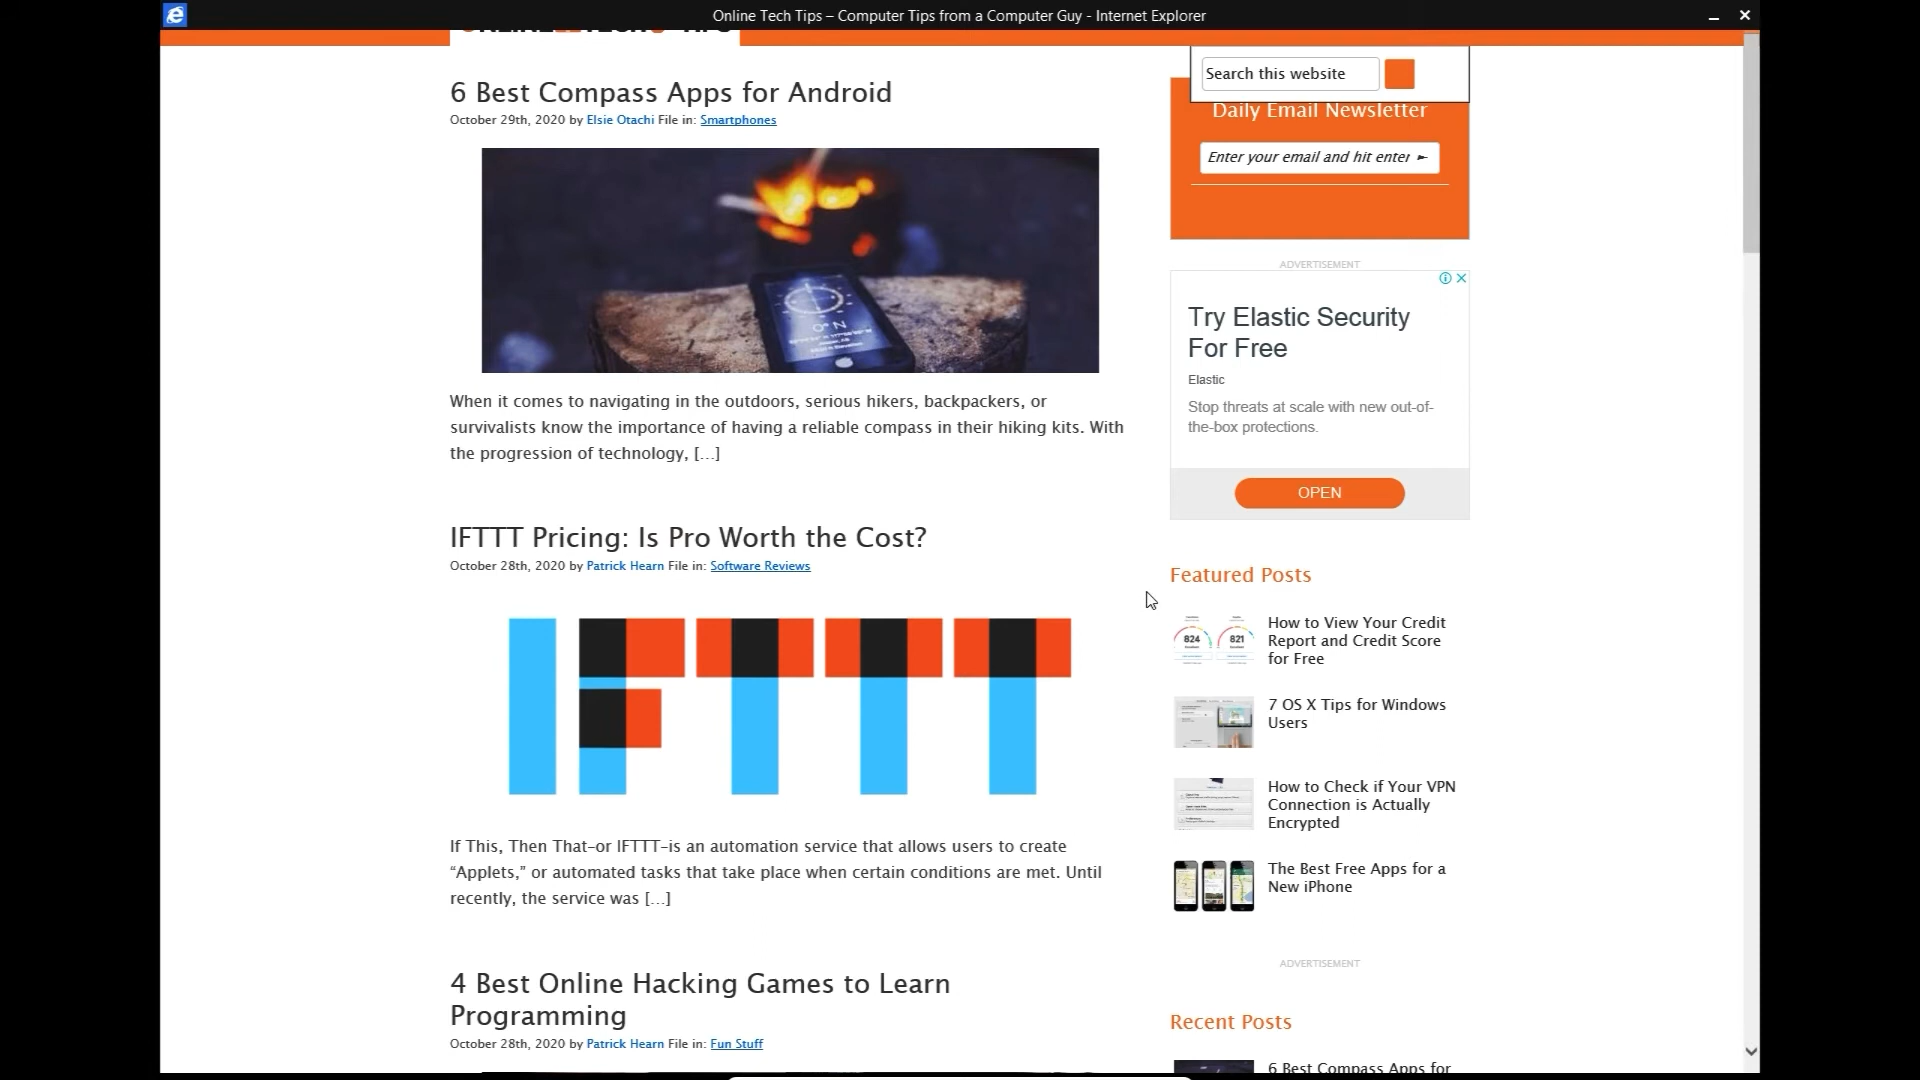 Online Tech Tips – Computer Tips from a Computer Guy - Internet Explorer
6 Best Compass Apps for Android
October 29th, 2020 by Elsie Otachi File in: Smartphones
0° N
When it comes to navigating in the outdoors, serious hikers, backpackers, or
survivalists know the importance of having a reliable compass in their hiking kits. With
the progression of technology, [...]
IFTTT Pricing: Is Pro Worth the Cost?
October 28th, 2020 by Patrick Hearn File in: Software Reviews
IFTTT
If This, Then That–or IFTTT–is an automation service that allows users to create
“Applets,” or automated tasks that take place when certain conditions are met. Until
recently, the service was [...]
4 Best Online Hacking Games to Learn
Programming
October 28th, 2020 by Patrick Hearn File in: Fun Stuff
Search this website
Daily Email Newsletter
Enter your email and hit enter ►
ADVERTISEMENT
Try Elastic Security
For Free
Elastic
Stop threats at scale with new out-of-
the-box protections.
OPEN
Featured Posts
824 821
How to View Your Credit
Report and Credit Score
for Free
7 OS X Tips for Windows
Users
How to Check if Your VPN
Connection is Actually
Encrypted
The Best Free Apps for a
New iPhone
ADVERTISEMENT
Recent Posts
6 Best Compass Apps for